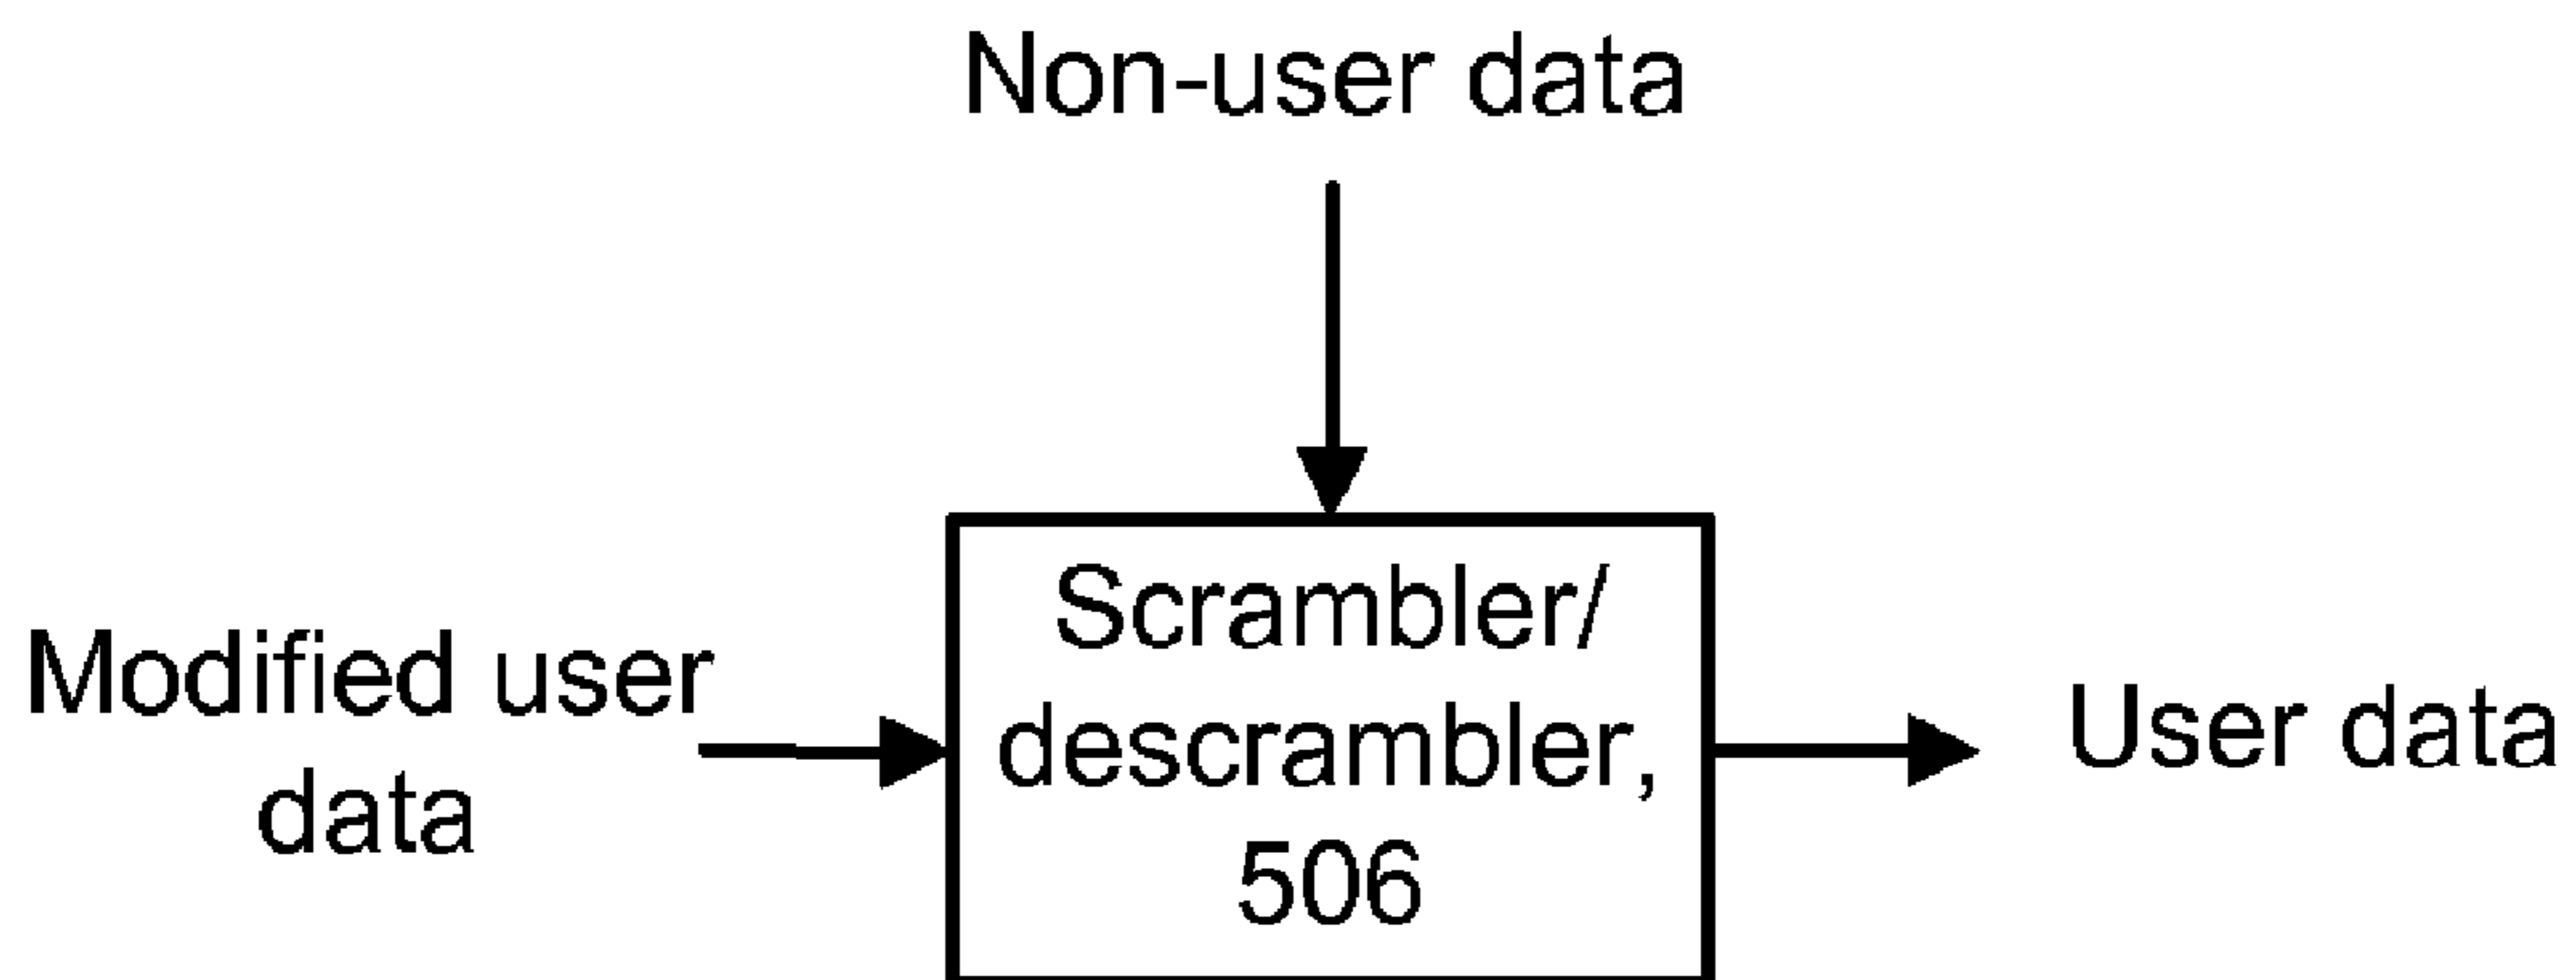 Non-user data
Scrambler/
descrambler,
506
Modified user
data
User data